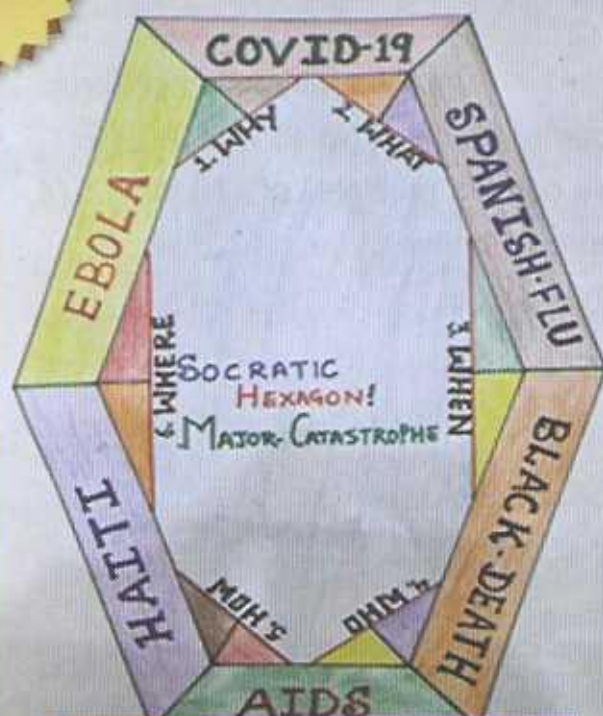 COVID-19
SPANISH-FLU
BLACK-DEATH
AIDS
HAITI
EBOLA
1. WHY
2. WHAT
3. WHEN
4. WHO
5. HOW
6 WHERE
SOCRATIC
HEXAGON!
MAJOR-CATASTROPHE